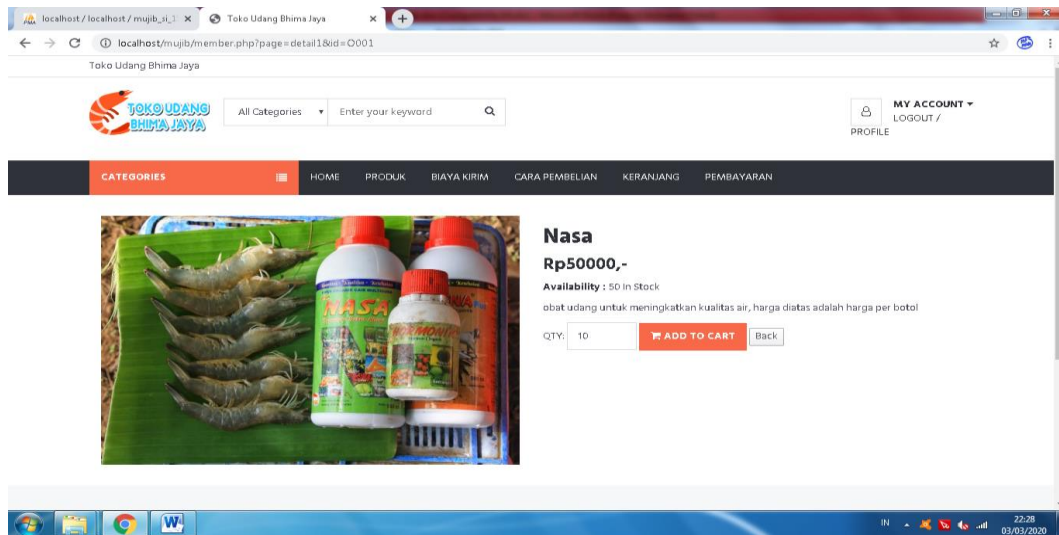 localhost / localhost / mujib_si_1
Toko Udang Bhima Jaya
localhost/mujib/member.php?page=detail1&id=O001
Toko Udang Bhima Jaya
TOKO UDANG
BHIMA JAYA
All Categories
Enter your keyword
MY ACCOUNT
LOGOUT /
PROFILE
CATEGORIES
HOME
PRODUK
BIAYA KIRIM
CARA PEMBELIAN
KERANJANG
PEMBAYARAN
NASA
HORMONIK
Nasa
Rp50000,-
Availability : 50 In Stock
obat udang untuk meningkatkan kualitas air, harga diatas adalah harga per botol
QTY: 10 ADD TO CART Back
IN
22:28
03/03/2020